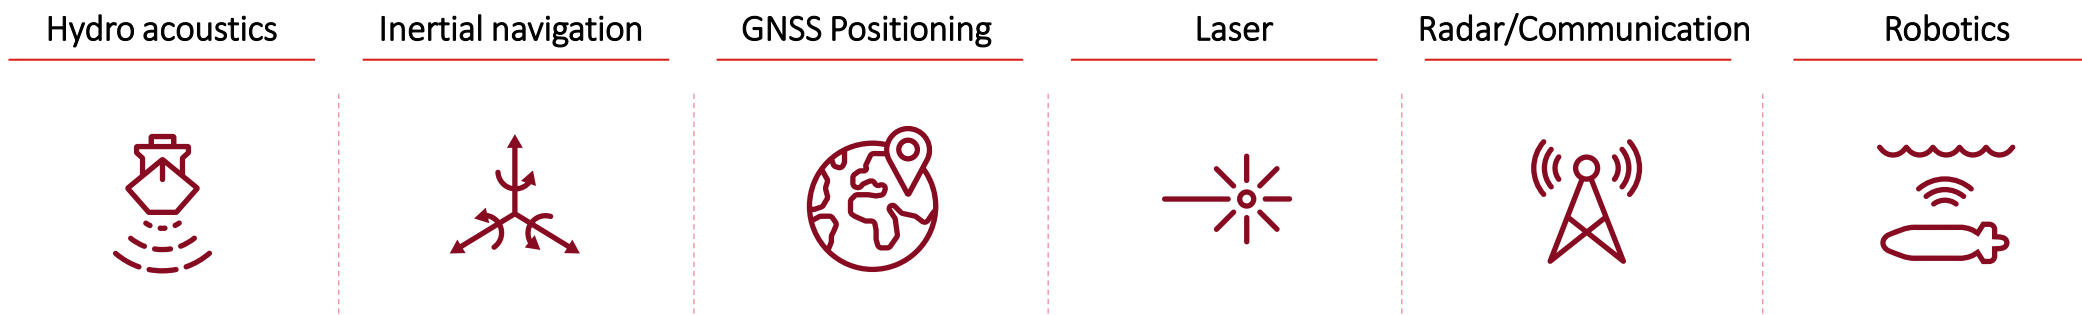 Hydro acoustics
Inertial navigation
GNSS Positioning
Laser
Radar/Communication
Robotics